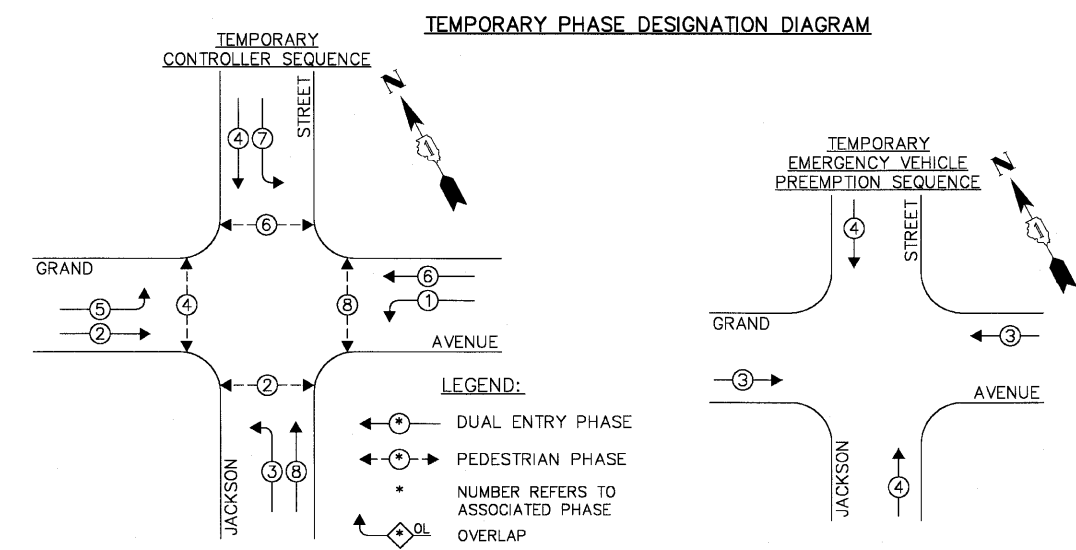 TEMPORARY PHASE DESIGNATION DIAGRAM
TEMPORARY
CONTROLLER SEQUENCE
STREET
N
1
4 7
6
GRAND
6
5
4
8
1
2
AVENUE
2
3 8
JACKSON
LEGEND:
* DUAL ENTRY PHASE
* PEDESTRIAN PHASE
* NUMBER REFERS TO
ASSOCIATED PHASE
* OL OVERLAP
TEMPORARY
EMERGENCY VEHICLE
PREEMPTION SEQUENCE
N
1
STREET
4
GRAND
3
3
AVENUE
4
JACKSON